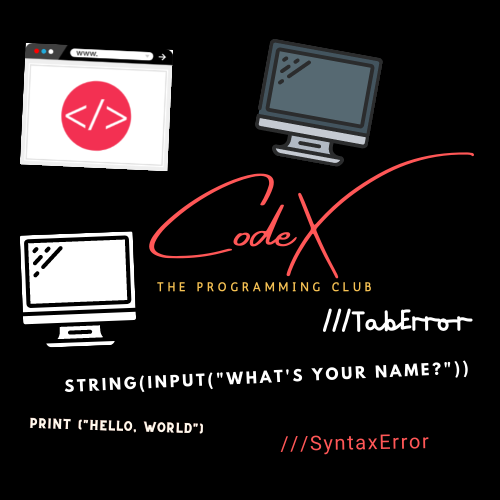 www.
</>
CodeX
THE PROGRAMMING CLUB
///TabError
STRING(INPUT("WHAT'S YOUR NAME?"))
PRINT ("HELLO, WORLD")
///SyntaxError